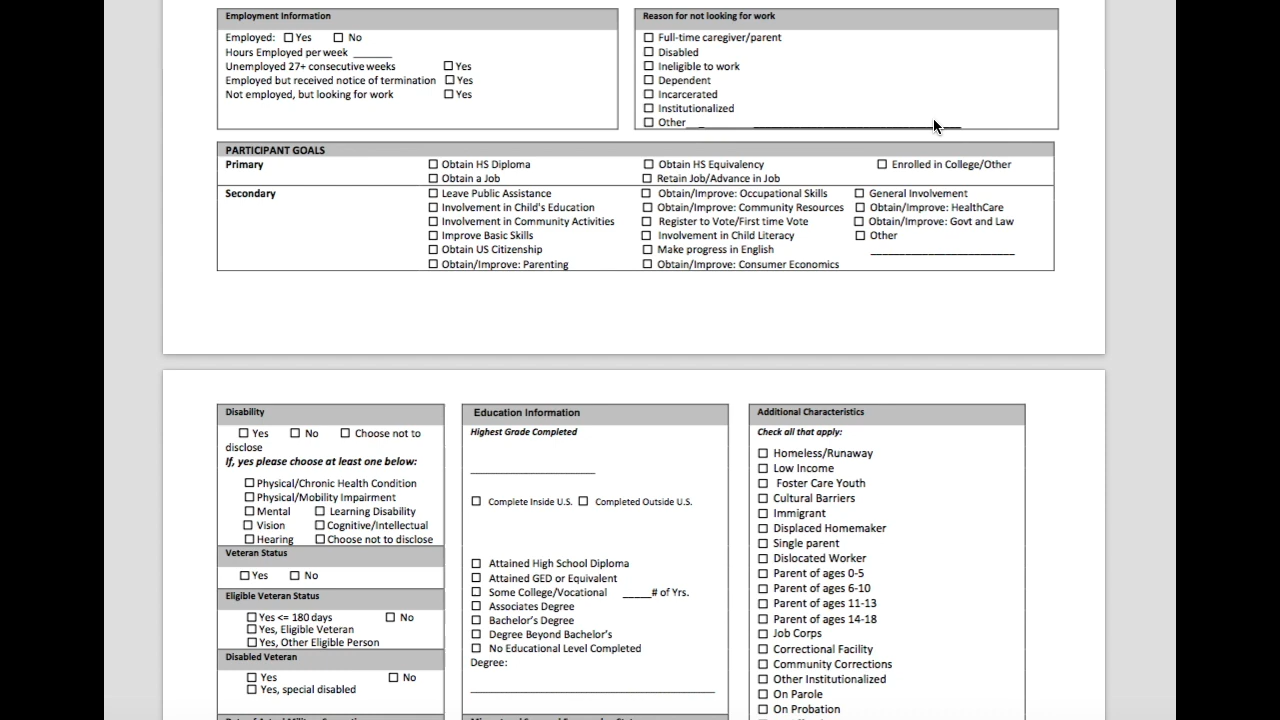 Employment Information
Employed: ☐ Yes ☐ No
Hours Employed per week _______
Unemployed 27+ consecutive weeks ☐ Yes
Employed but received notice of termination ☐ Yes
Not employed, but looking for work ☐ Yes
Reason for not looking for work
☐ Full-time caregiver/parent
☐ Disabled
☐ Ineligible to work
☐ Dependent
☐ Incarcerated
☐ Institutionalized
☐ Other
PARTICIPANT GOALS
Primary ☐ Obtain HS Diploma ☐ Obtain HS Equivalency ☐ Enrolled in College/Other
☐ Obtain a Job ☐ Retain Job/Advance in Job
Secondary ☐ Leave Public Assistance ☐ Obtain/Improve: Occupational Skills ☐ General Involvement
☐ Involvement in Child's Education ☐ Obtain/Improve: Community Resources ☐ Obtain/Improve: HealthCare
☐ Involvement in Community Activities ☐ Register to Vote/First time Vote ☐ Obtain/Improve: Govt and Law
☐ Improve Basic Skills ☐ Involvement in Child Literacy ☐ Other
☐ Obtain US Citizenship ☐ Make progress in English
☐ Obtain/Improve: Parenting ☐ Obtain/Improve: Consumer Economics
Disability
☐ Yes ☐ No ☐ Choose not to
disclose
If, yes please choose at least one below:
☐ Physical/Chronic Health Condition
☐ Physical/Mobility Impairment
☐ Mental ☐ Learning Disability
☐ Vision ☐ Cognitive/Intellectual
☐ Hearing ☐ Choose not to disclose
Veteran Status
☐ Yes ☐ No
Eligible Veteran Status
☐ Yes <= 180 days ☐ No
☐ Yes, Eligible Veteran
☐ Yes, Other Eligible Person
Disabled Veteran
☐ Yes ☐ No
☐ Yes, special disabled
Education Information
Highest Grade Completed
☐ Complete Inside U.S. ☐ Completed Outside U.S.
☐ Attained High School Diploma
☐ Attained GED or Equivalent
☐ Some College/Vocational _____# of Yrs.
☐ Associates Degree
☐ Bachelor's Degree
☐ Degree Beyond Bachelor's
☐ No Educational Level Completed
Degree:
Additional Characteristics
Check all that apply:
☐ Homeless/Runaway
☐ Low Income
☐ Foster Care Youth
☐ Cultural Barriers
☐ Immigrant
☐ Displaced Homemaker
☐ Single parent
☐ Dislocated Worker
☐ Parent of ages 0-5
☐ Parent of ages 6-10
☐ Parent of ages 11-13
☐ Parent of ages 14-18
☐ Job Corps
☐ Correctional Facility
☐ Community Corrections
☐ Other Institutionalized
☐ On Parole
☐ On Probation